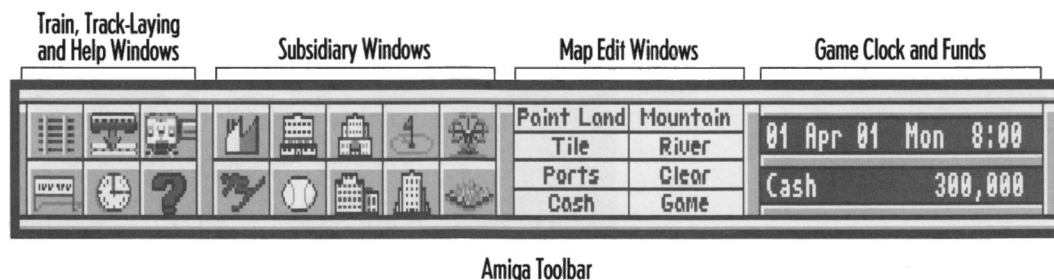 Train, Track-Laying
and Help Windows
Subsidiary Windows
Map Edit Windows
Game Clock and Funds
Paint Land Mountain
Tile River
Ports Clear
Cash Game
01 Apr 01 Mon 8:00
Cash 300,000
?
Amiga Toolbar